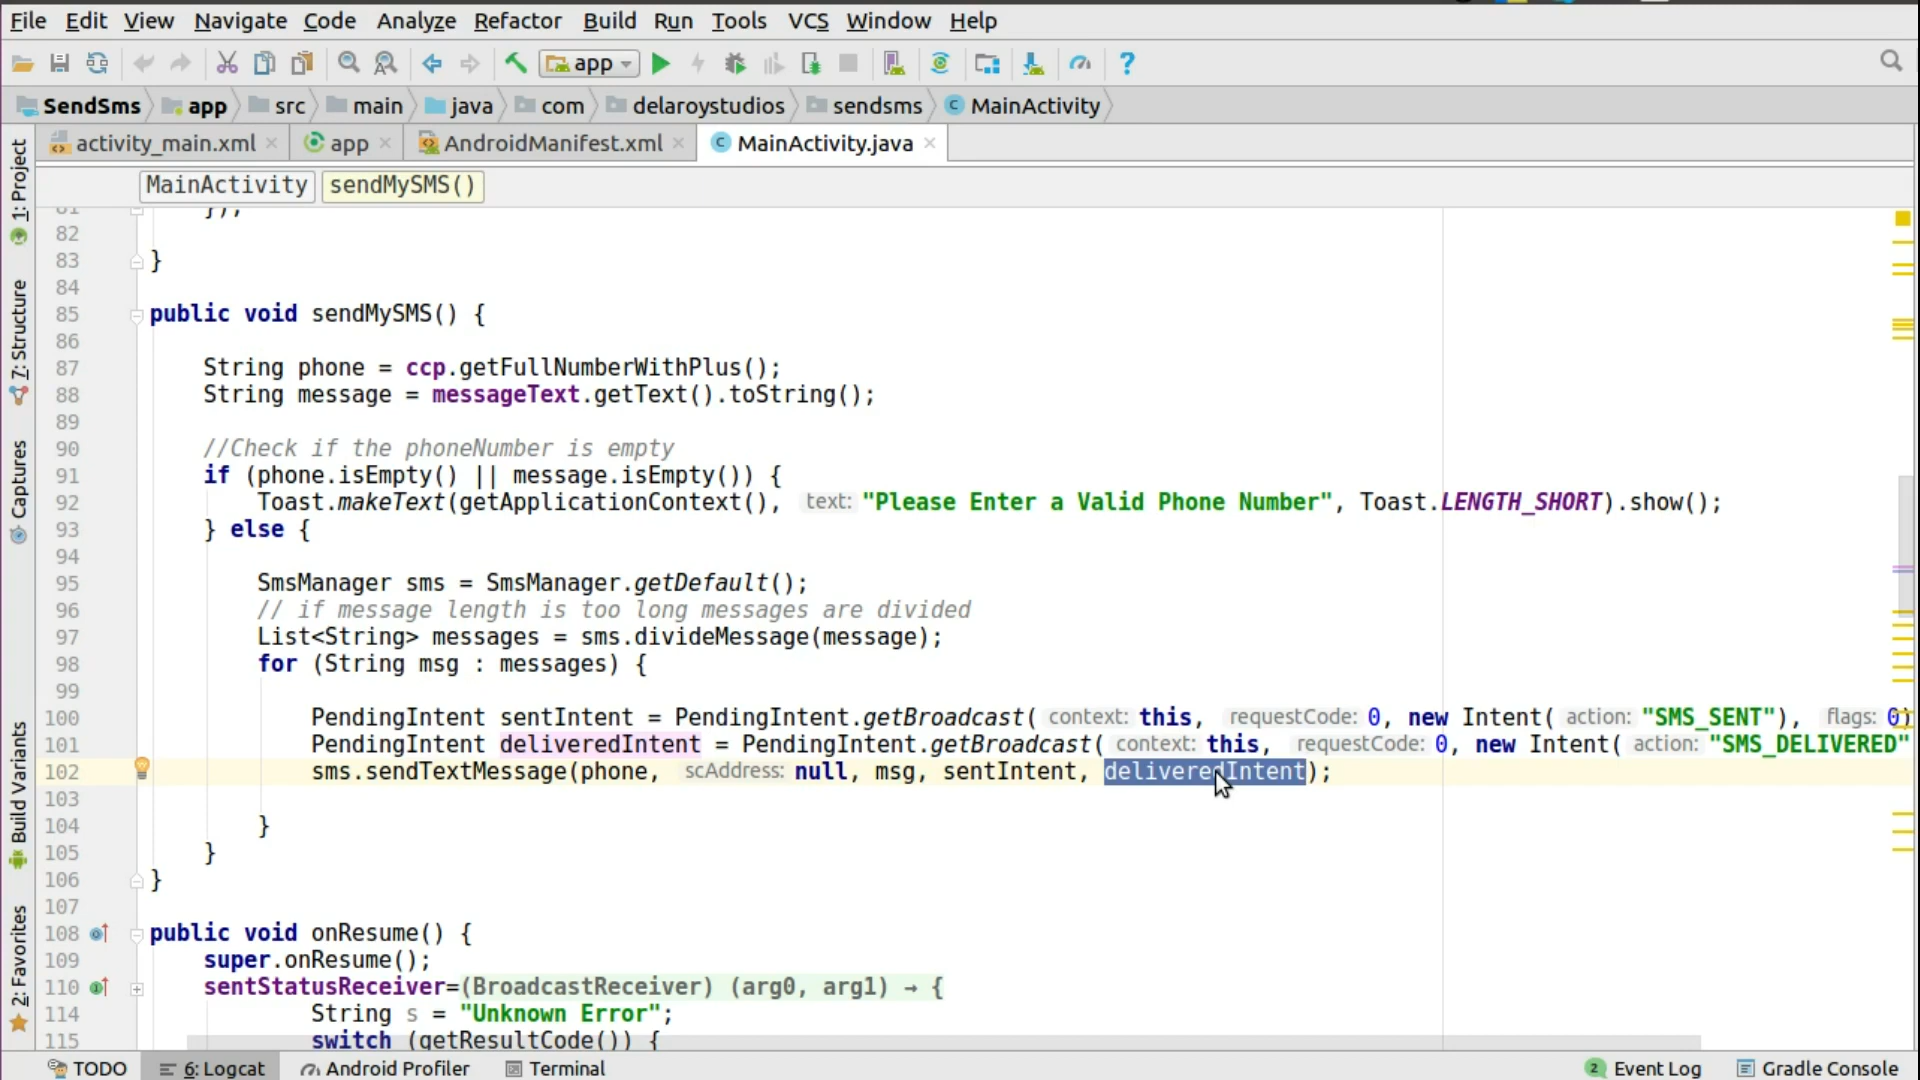 File Edit View Navigate Code Analyze Refactor Build Run Tools VCS Window Help
app
SendSms app src main java com delaroystudios sendsms MainActivity
activity_main.xml app AndroidManifest.xml MainActivity.java
MainActivity sendMySMS()
1: Project
7: Structure
Captures
Build Variants
2: Favorites
81 });
82
83 }
84
85 public void sendMySMS() {
86
87 String phone = ccp.getFullNumberWithPlus();
88 String message = messageText.getText().toString();
89
90 //Check if the phoneNumber is empty
91 if (phone.isEmpty() || message.isEmpty()) {
92 Toast.makeText(getApplicationContext(), text: "Please Enter a Valid Phone Number", Toast.LENGTH_SHORT).show();
93 } else {
94
95 SmsManager sms = SmsManager.getDefault();
96 // if message length is too long messages are divided
97 List<String> messages = sms.divideMessage(message);
98 for (String msg : messages) {
99
100 PendingIntent sentIntent = PendingIntent.getBroadcast( context: this, requestCode: 0, new Intent( action: "SMS_SENT"), flags: 0)
101 PendingIntent deliveredIntent = PendingIntent.getBroadcast( context: this, requestCode: 0, new Intent( action: "SMS_DELIVERED"
102 sms.sendTextMessage(phone, scAddress: null, msg, sentIntent, deliveredIntent);
103
104 }
105 }
106 }
107
108 public void onResume() {
109 super.onResume();
110 sentStatusReceiver=(BroadcastReceiver) (arg0, arg1) → {
114 String s = "Unknown Error";
115 switch (getResultCode()) {
TODO 6: Logcat Android Profiler Terminal 2 Event Log Gradle Console